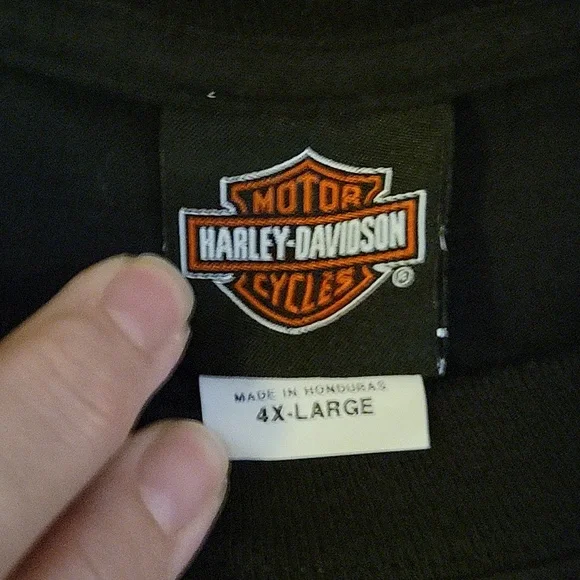 MOTOR
HARLEY-DAVIDSON
CYCLES
®
MADE IN HONDURAS
4X-LARGE